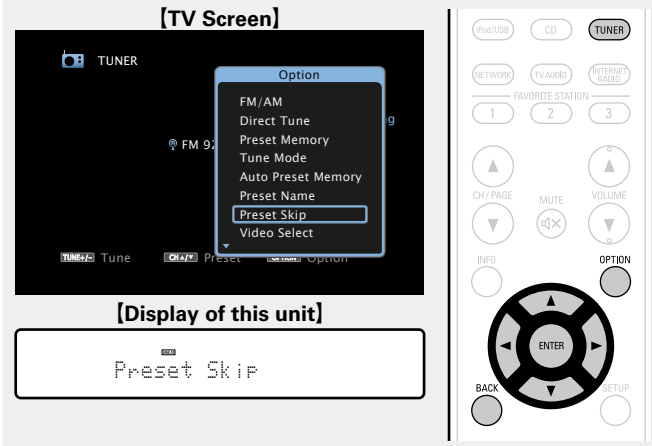 【TV Screen】
TUNER
Option
FM/AM
Direct Tune
Preset Memory
Tune Mode
Auto Preset Memory
Preset Name
Preset Skip
Video Select
FM 92
TUNE+/- Tune
CH▲/▼ Preset
OPTION Option
【Display of this unit】
Preset Skip
iPod/USB
CD
TUNER
NETWORK
TV AUDIO
INTERNET
RADIO
FAVORITE STATION
1
2
3
CH / PAGE
MUTE
VOLUME
INFO
OPTION
ENTER
BACK
SETUP